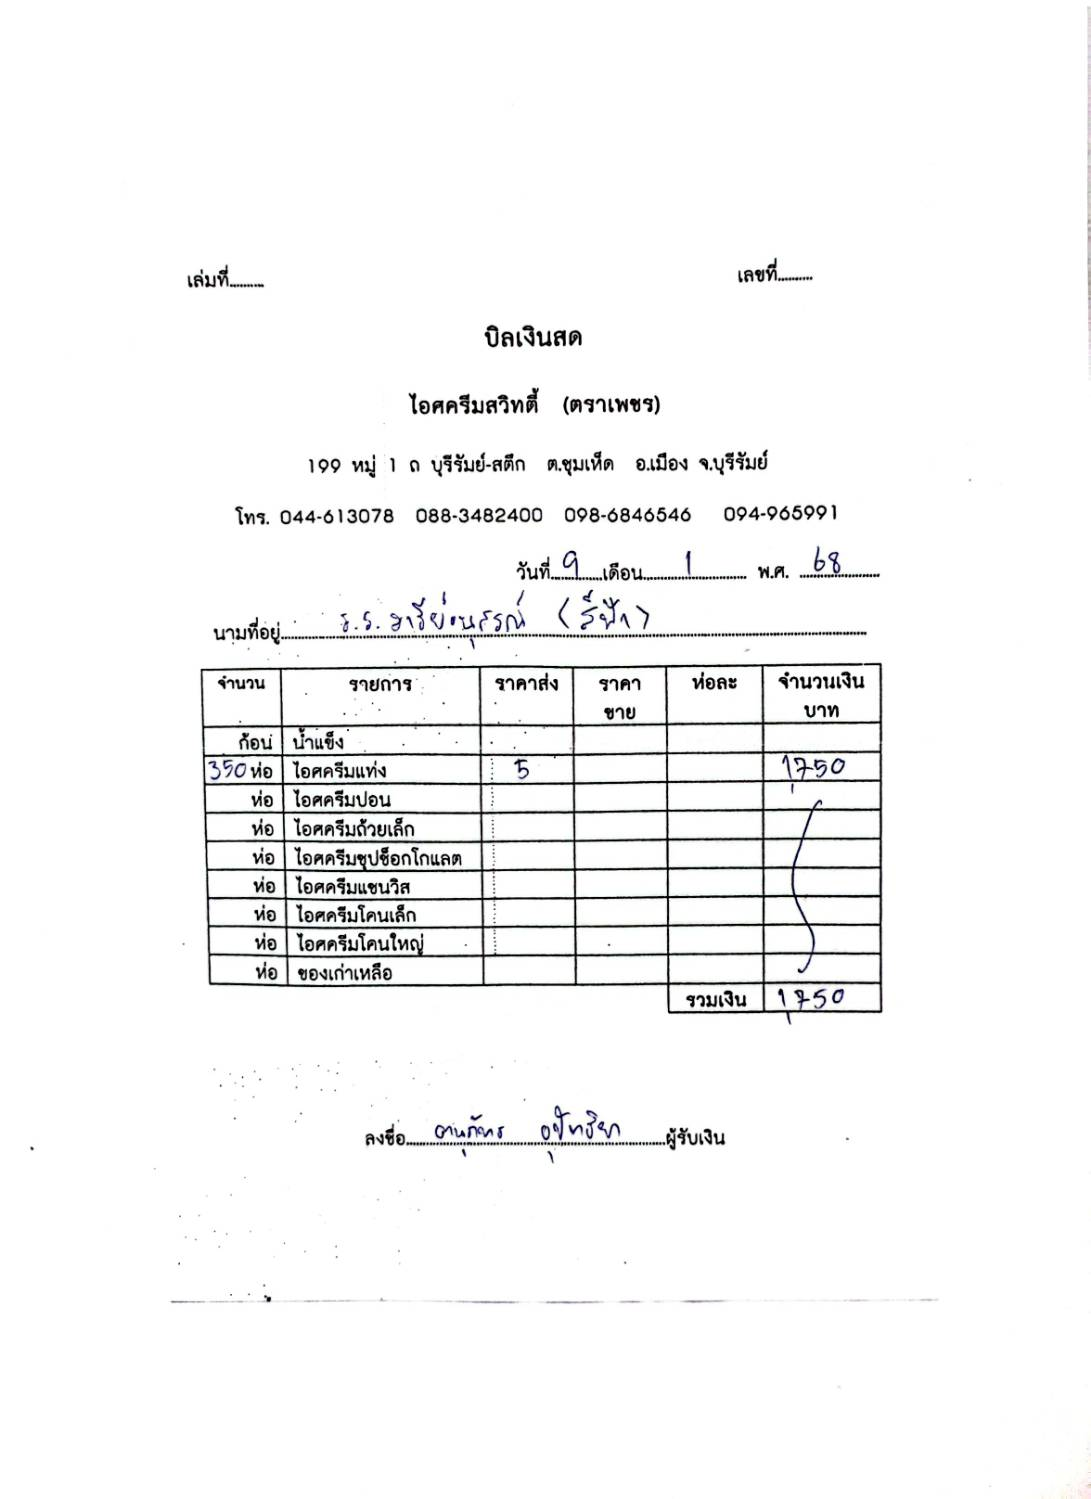 เล่มที่.......... เลขที่..........
บิลเงินสด
ไอศครีมสวิทตี้ (ตราเพชร)
199 หมู่ 1 ถ บุรีรัมย์-สตึก ต.ชุมเห็ด อ.เมือง จ.บุรีรัมย์
โทร. 044-613078 088-3482400 098-6846546 094-965991
วันที่ 9 เดือน 1 พ.ศ. 68
นามที่อยู่ ร.ร. (สีฟ้า)
จำนวน รายการ ราคาส่ง ราคาขาย ห่อละ จำนวนเงินบาท
ก้อน น้ำแข็ง
350 ห่อ ไอศครีมแท่ง 5 1750
ห่อ ไอศครีมปอน
ห่อ ไอศครีมถ้วยเล็ก
ห่อ ไอศครีมชุปช็อกโกแลต
ห่อ ไอศครีมแซนวิส
ห่อ ไอศครีมโคนเล็ก
ห่อ ไอศครีมโคนใหญ่
ห่อ ของเก่าเหลือ
รวมเงิน 1750
ลงชื่อ ผู้รับเงิน